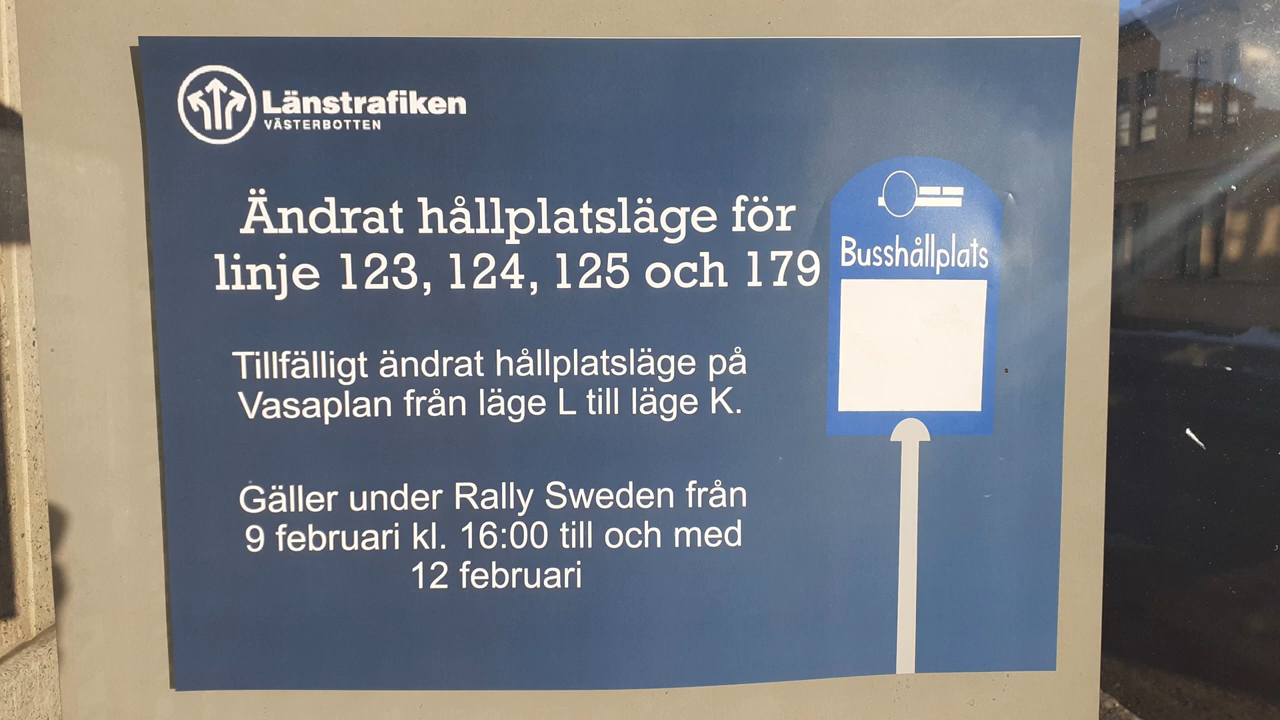 Länstrafiken
VÄSTERBOTTEN
Ändrat hållplatsläge för
linje 123, 124, 125 och 179
Busshållplats
Tillfälligt ändrat hållplatsläge på
Vasaplan från läge L till läge K.
Gäller under Rally Sweden från
9 februari kl. 16:00 till och med
12 februari